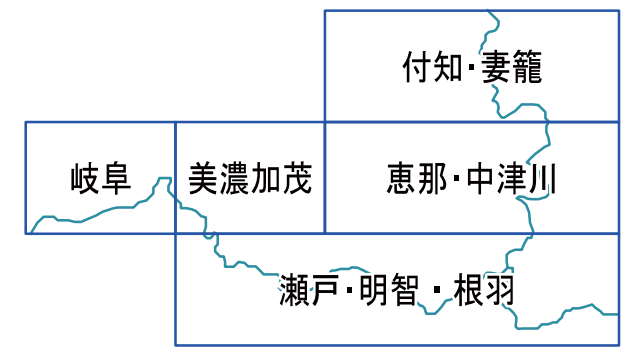 付知・妻籠
岐阜
美濃加茂
恵那・中津川
瀬戸・明智・根羽